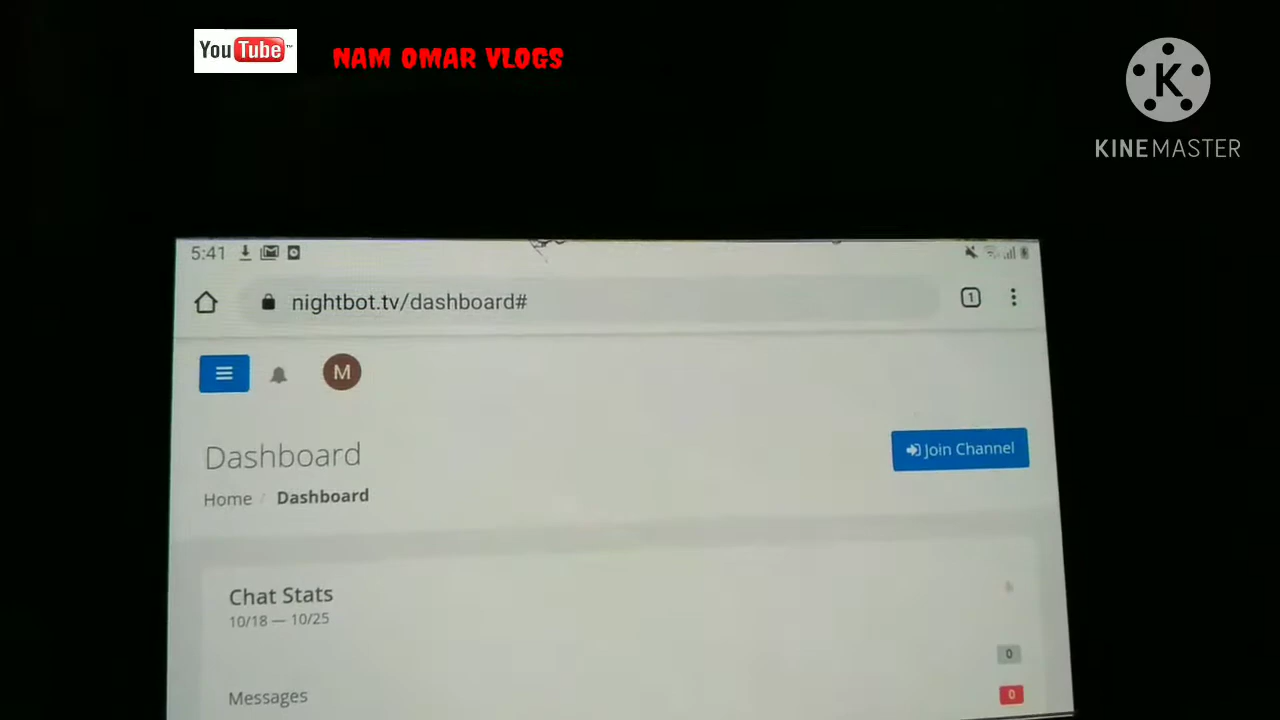 YouTube™
NAM OMAR VLOGS
K
KINEMASTER
5:41
nightbot.tv/dashboard#
1
M
Dashboard
Join Channel
Home / Dashboard
Chat Stats
10/18 — 10/25
0
Messages
0